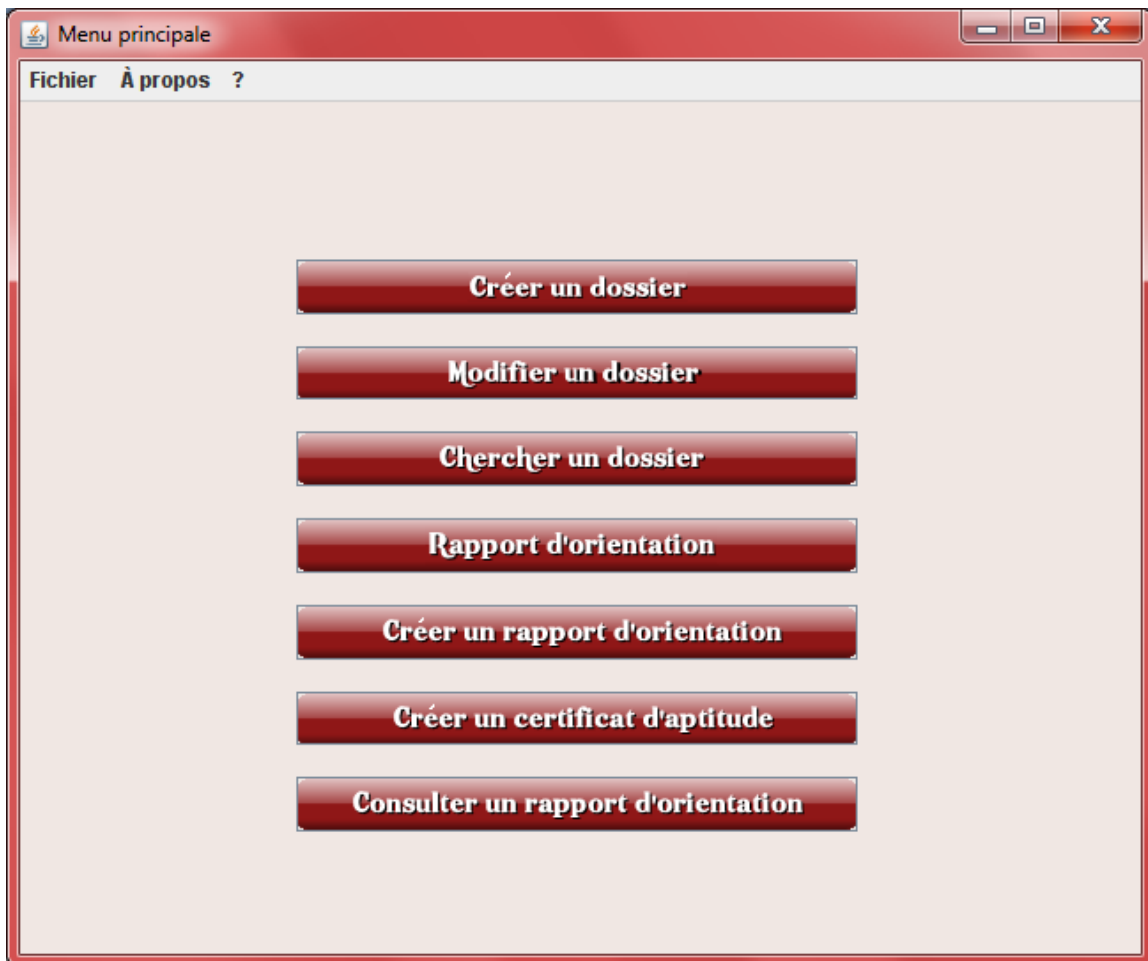 Menu principale
Fichier À propos ?
Créer un dossier
Modifier un dossier
Chercher un dossier
Rapport d'orientation
Créer un rapport d'orientation
Créer un certificat d'aptitude
Consulter un rapport d'orientation